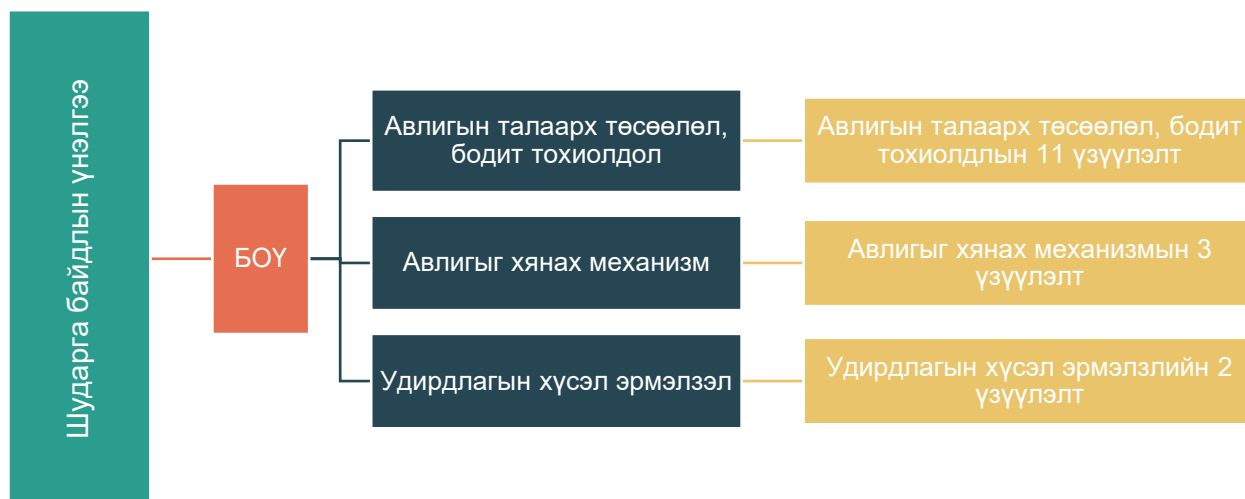 Шударга байдлын үнэлгээ
БОҮ
Авлигын талаарх төсөөлөл,
бодит тохиолдол
Авлигын талаарх төсөөлөл, бодит
тохиолдлын 11 үзүүлэлт
Авлигыг хянах механизм
Авлигыг хянах механизмын 3
үзүүлэлт
Удирдлагын хүсэл эрмэлзэл
Удирдлагын хүсэл эрмэлзлийн 2
үзүүлэлт